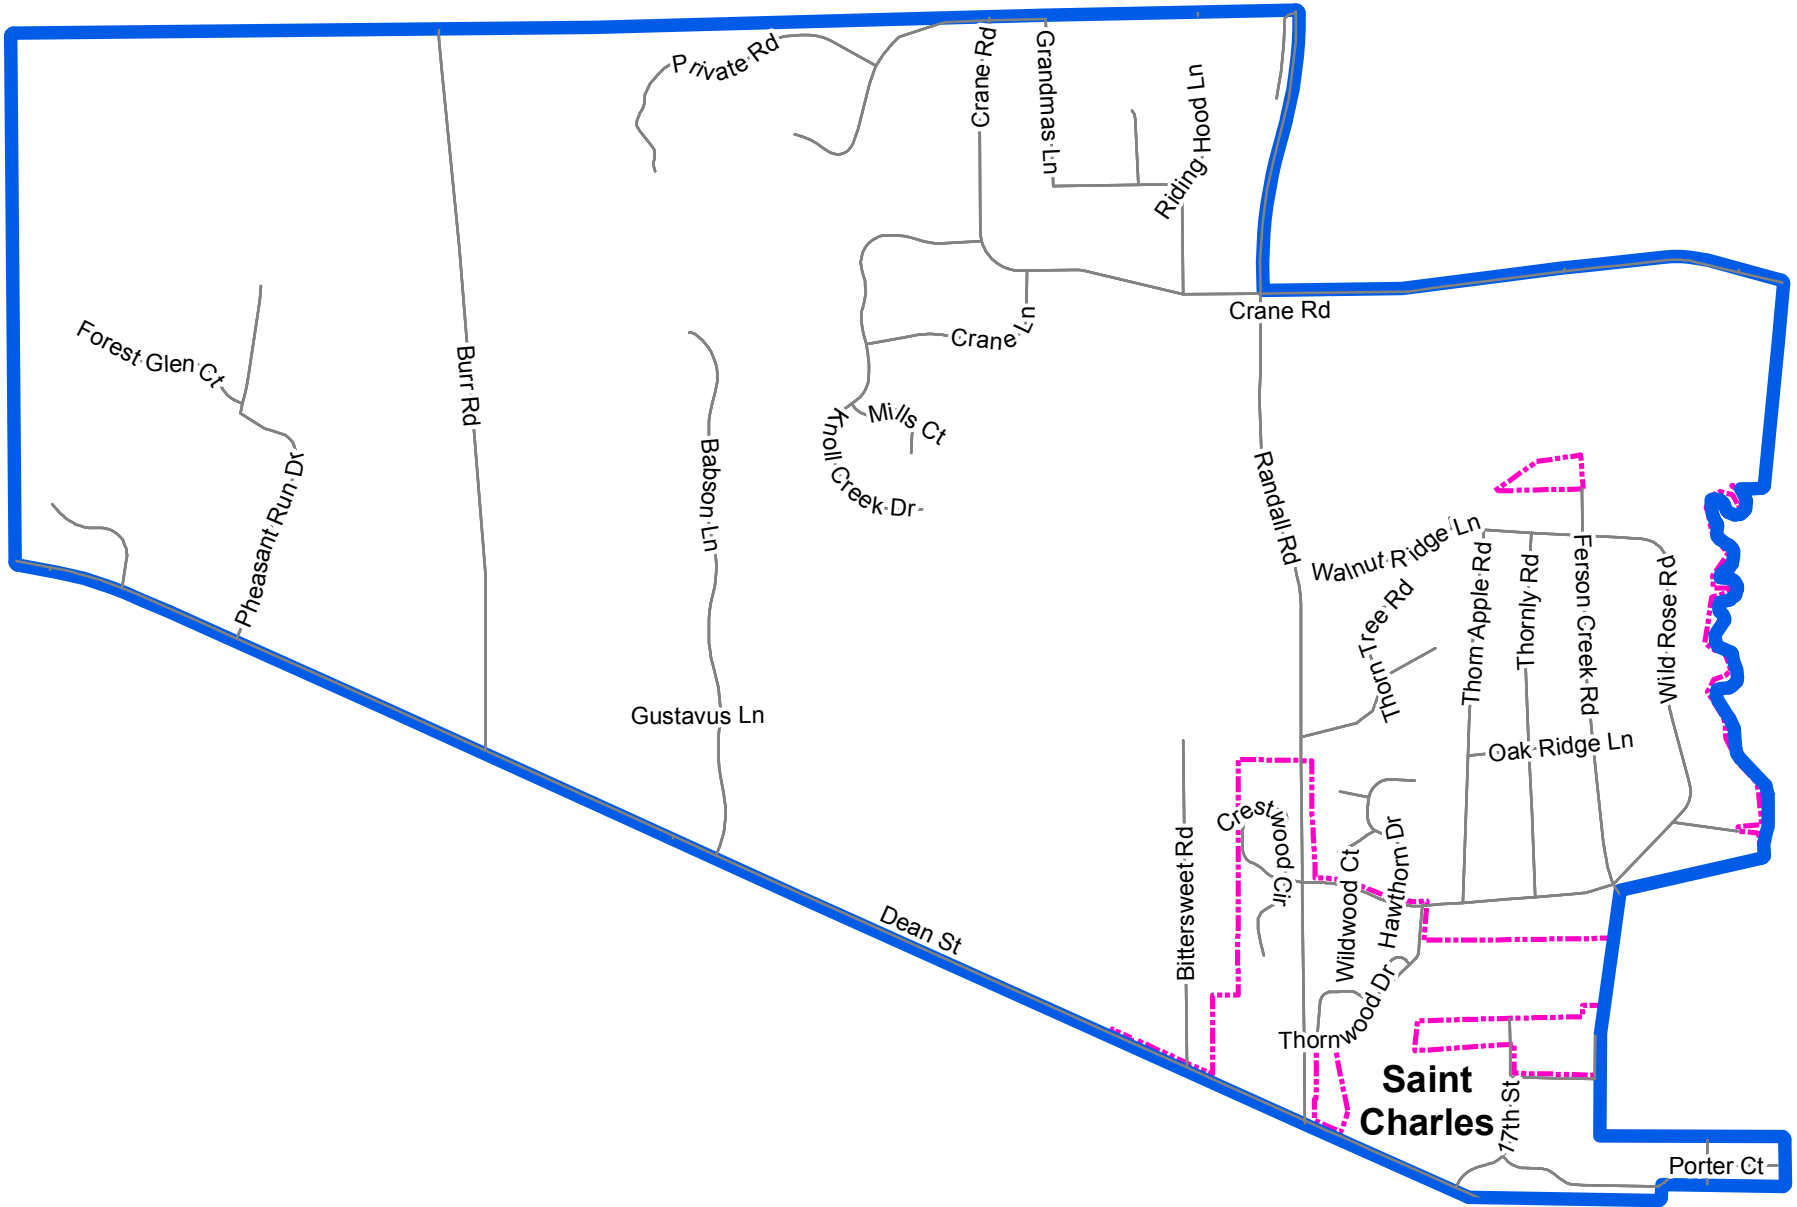 Private Rd
Crane Rd
Grandmas Ln
Riding Hood Ln
Crane Rd
Forest Glen Ct
Burr Rd
Crane Ln
Mills Ct
Knoll Creek Dr
Babson Ln
Pheasant Run Dr
Randall Rd
Walnut Ridge Ln
Thorn Tree Rd
Thorn Apple Rd
Thornly Rd
Ferson Creek Rd
Wild Rose Rd
Gustavus Ln
Oak Ridge Ln
Crestwood Cir
Bittersweet Rd
Wildwood Ct
Hawthorn Dr
Dean St
Thornwood Dr
Saint
Charles
17th St
Porter Ct